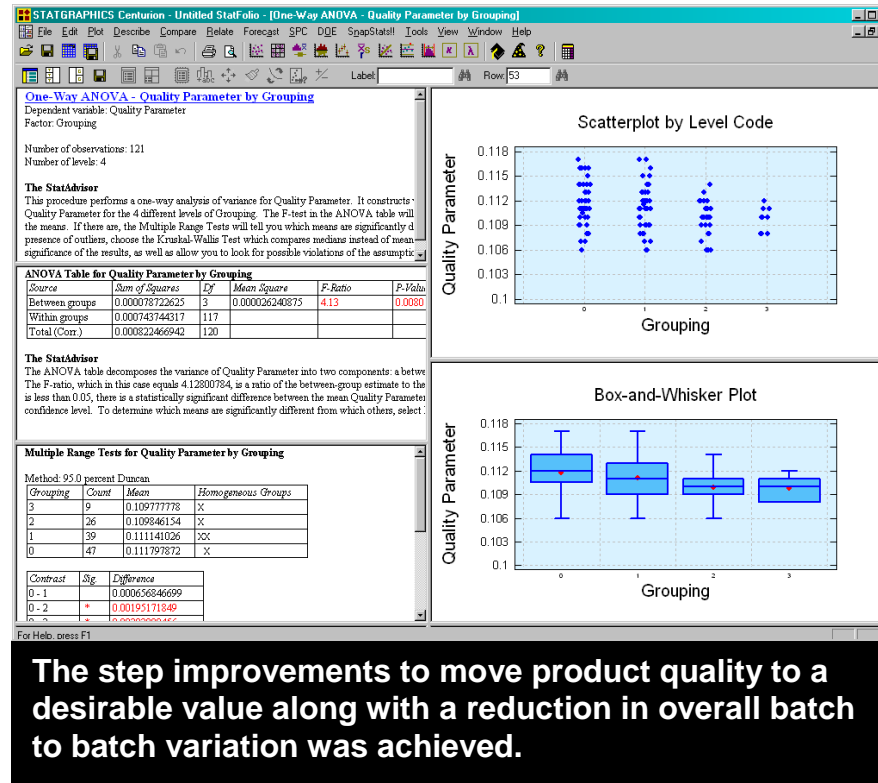 STATGRAPHICS Centurion - Untitled StatFolio - [One-Way ANOVA - Quality Parameter by Grouping]
File Edit Plot Describe Compare Relate Forecast SPC DOE SnapStats!! Tools View Window Help
Label: Row: 53
One-Way ANOVA - Quality Parameter by Grouping
Dependent variable: Quality Parameter
Factor: Grouping
Number of observations: 121
Number of levels: 4
The StatAdvisor
This procedure performs a one-way analysis of variance for Quality Parameter. It constructs
Quality Parameter for the 4 different levels of Grouping. The F-test in the ANOVA table will
the means. If there are, the Multiple Range Tests will tell you which means are significantly d
presence of outliers, choose the Kruskal-Wallis Test which compares medians instead of mean
significance of the results, as well as allow you to look for possible violations of the assumptic
ANOVA Table for Quality Parameter by Grouping
Source Sum of Squares Df Mean Square F-Ratio P-Valu
Between groups 0.000078722625 3 0.000026240875 4.13 0.0080
Within groups 0.000743744317 117
Total (Corr.) 0.000822466942 120
The StatAdvisor
The ANOVA table decomposes the variance of Quality Parameter into two components: a betwe
The F-ratio, which in this case equals 4.12800784, is a ratio of the between-group estimate to the
is less than 0.05, there is a statistically significant difference between the mean Quality Parameter
confidence level. To determine which means are significantly different from which others, select
Multiple Range Tests for Quality Parameter by Grouping
Method: 95.0 percent Duncan
Grouping Count Mean Homogeneous Groups
3 9 0.109777778 X
2 26 0.109846154 X
1 39 0.111141026 XX
0 47 0.111797872 X
Contrast Sig. Difference
0 - 1 0.000656846699
0 - 2 * 0.00195171849
For Help, press F1
Scatterplot by Level Code
Quality Parameter
0.118
0.115
0.112
0.109
0.106
0.103
0.1
0 1 2 3
Grouping
Box-and-Whisker Plot
Quality Parameter
0.118
0.115
0.112
0.109
0.106
0.103
0.1
0 1 2 3
Grouping
The step improvements to move product quality to a
desirable value along with a reduction in overall batch
to batch variation was achieved.